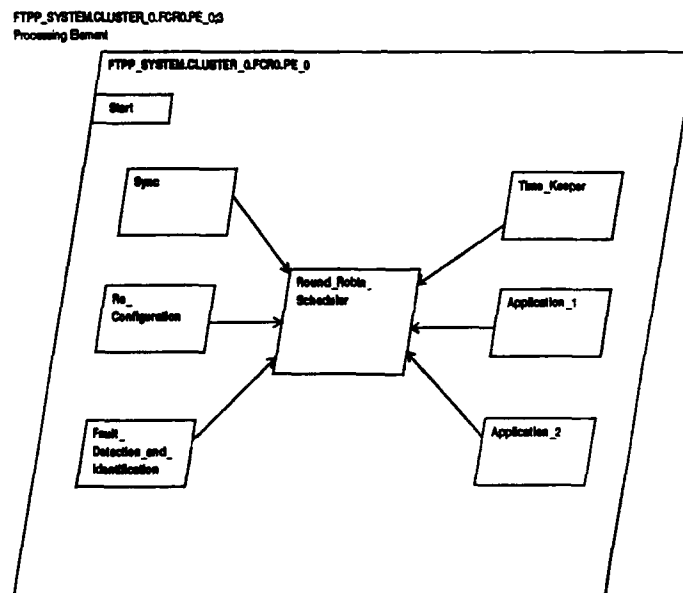 FTPP_SYSTEM.CLUSTER_0.FCR0.PE_0;3
Processing Element
FTPP_SYSTEM.CLUSTER_0.FCR0.PE_0
Start
Sync
Time_Keeper
Round_Robin_
Scheduler
Re_
Configuration
Application_1
Fault_
Detection_and_
Identification
Application_2